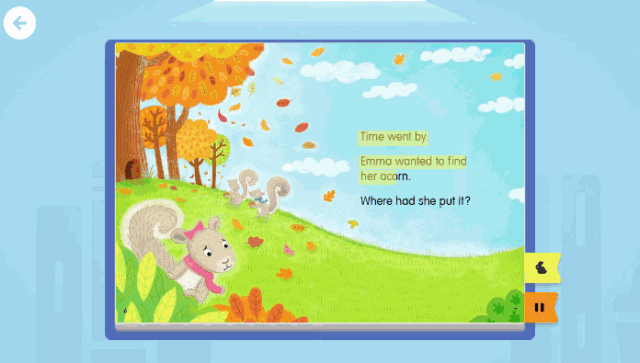 Time went by.
Emma wanted to find
her acorn.
Where had she put it?